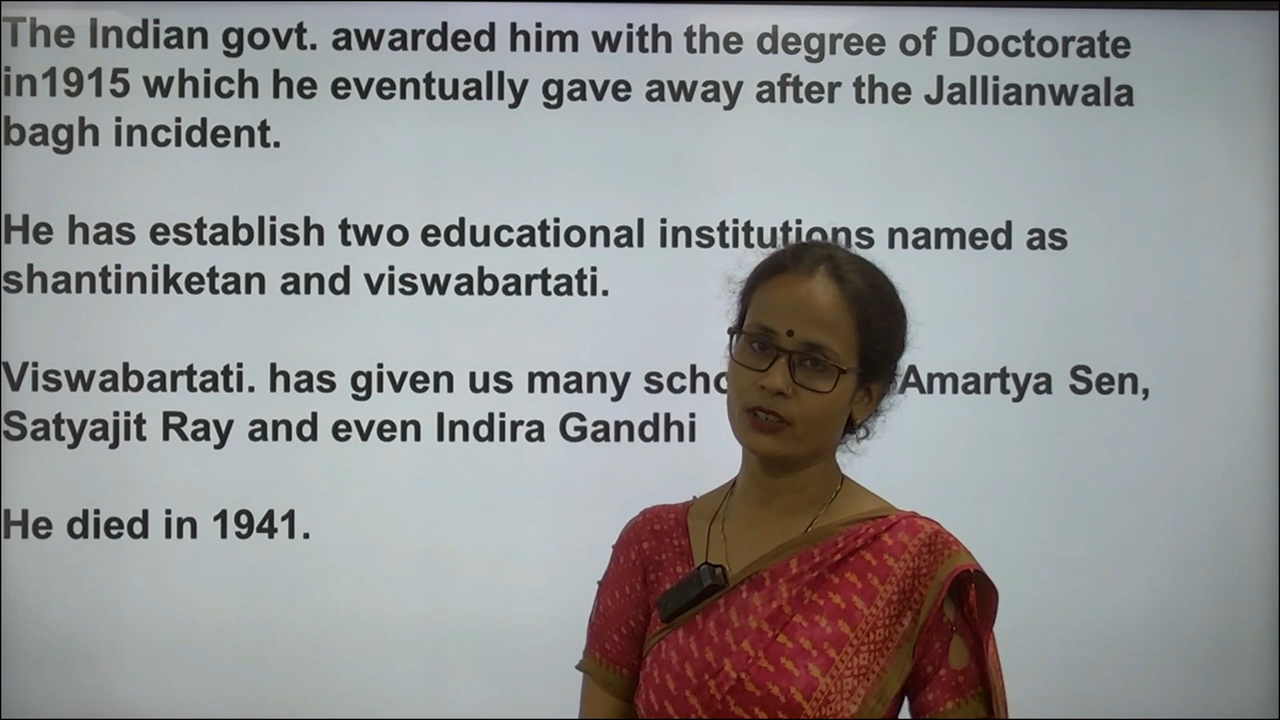 The Indian govt. awarded him with the degree of Doctorate
in1915 which he eventually gave away after the Jallianwala
bagh incident.
He has establish two educational institutions named as
shantiniketan and viswabartati.
Viswabartati. has given us many Amartya Sen,
Satyajit Ray and even Indira Gandhi
He died in 1941.